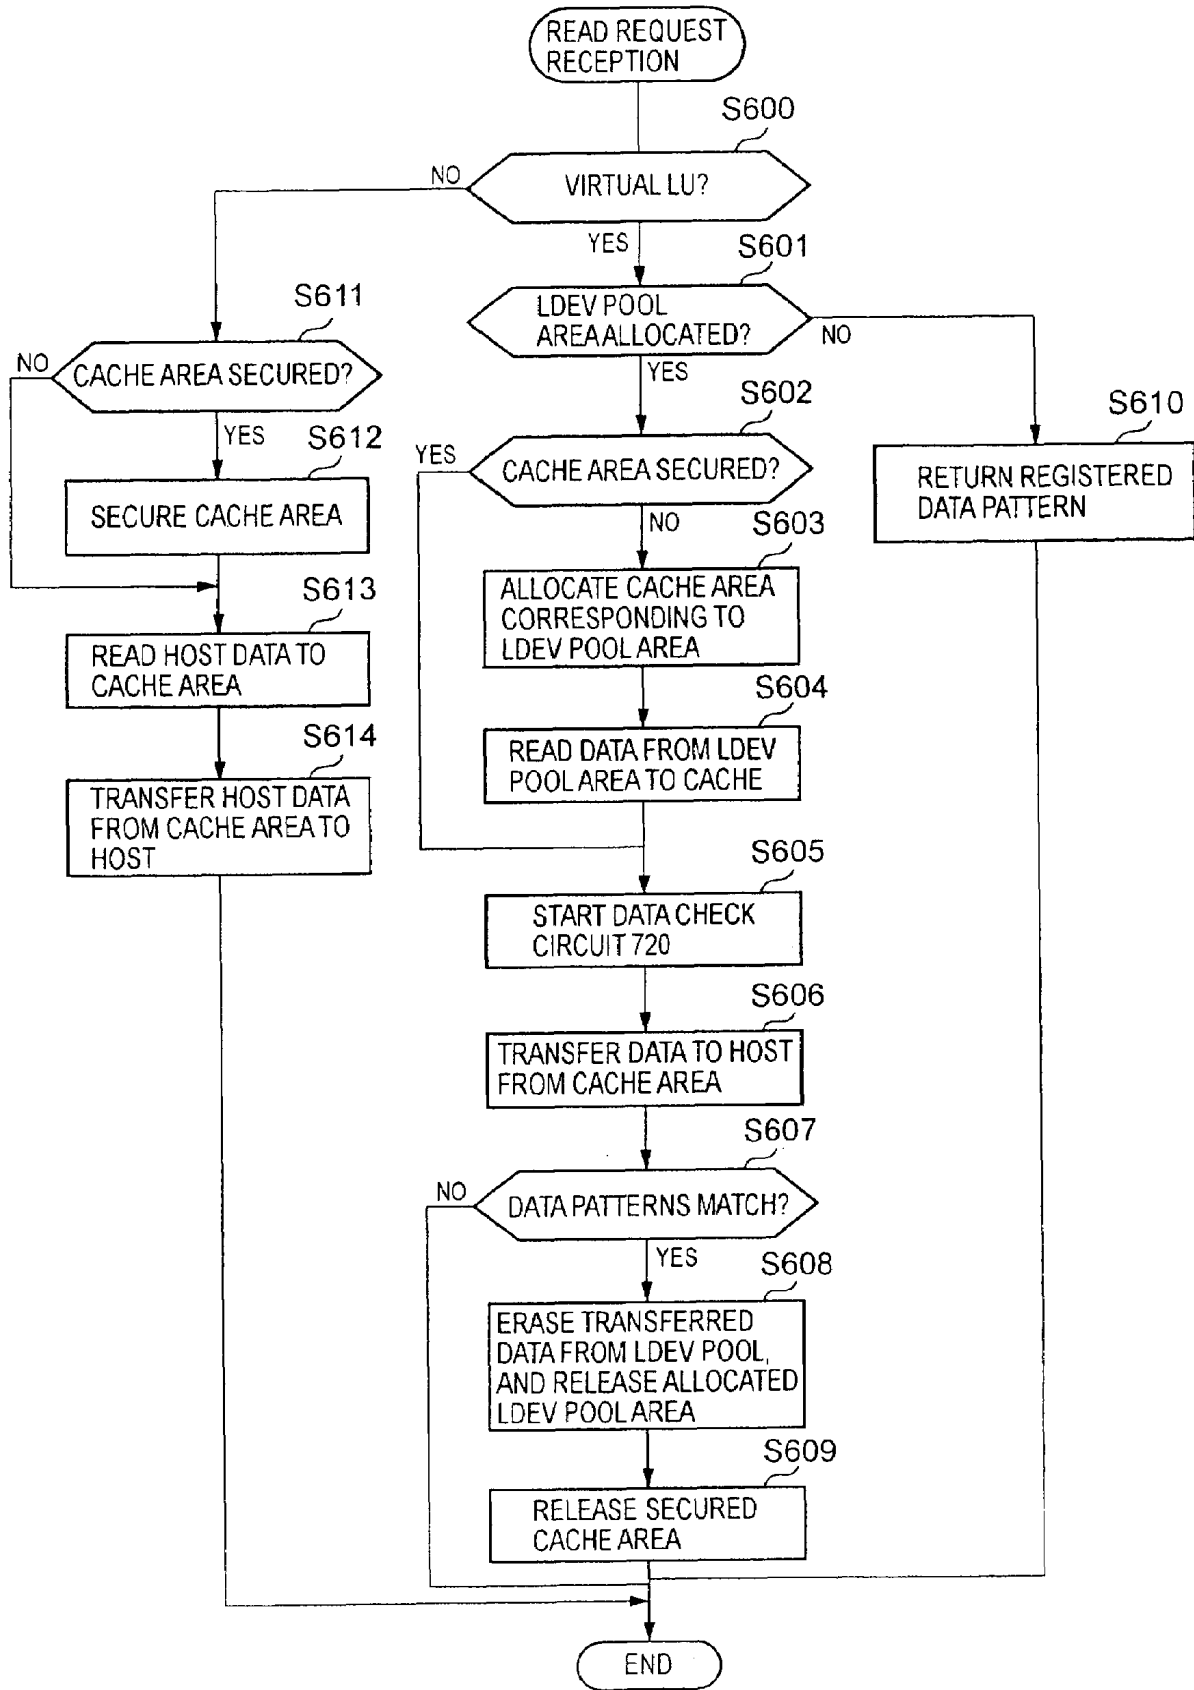 READ REQUEST
RECEPTION
S600
NO
VIRTUAL LU?
YES
S601
LDEV POOL
AREA ALLOCATED?
NO
YES
S611
NO
CACHE AREA SECURED?
YES
S602
YES
CACHE AREA SECURED?
NO
S610
RETURN REGISTERED
DATA PATTERN
S612
SECURE CACHE AREA
S603
ALLOCATE CACHE AREA
CORRESPONDING TO
LDEV POOL AREA
S613
READ HOST DATA TO
CACHE AREA
S604
READ DATA FROM LDEV
POOL AREA TO CACHE
S614
TRANSFER HOST DATA
FROM CACHE AREA TO
HOST
S605
START DATA CHECK
CIRCUIT 720
S606
TRANSFER DATA TO HOST
FROM CACHE AREA
S607
NO
DATA PATTERNS MATCH?
YES
S608
ERASE TRANSFERRED
DATA FROM LDEV POOL,
AND RELEASE ALLOCATED
LDEV POOL AREA
S609
RELEASE SECURED
CACHE AREA
END